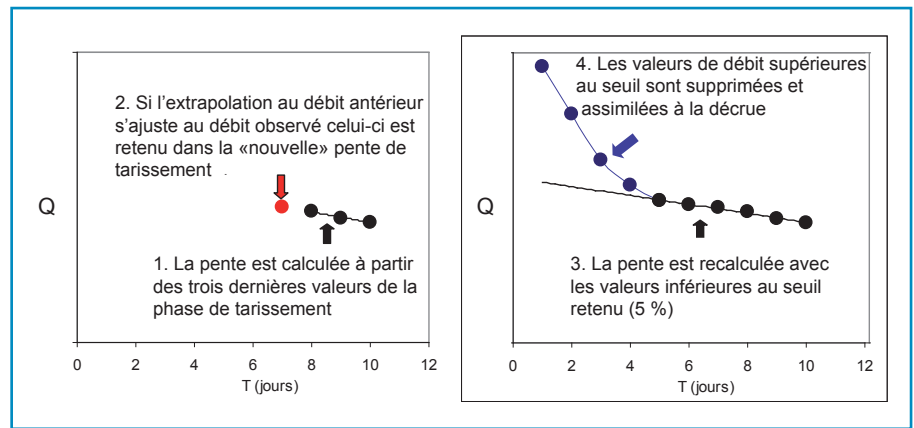 2. Si l'extrapolation au débit antérieur
s'ajuste au débit observé celui-ci est
retenu dans la «nouvelle» pente de
tarissement .
Q
1. La pente est calculée à partir
des trois dernières valeurs de la
phase de tarissement
0 2 4 6 8 10 12
T (jours)
4. Les valeurs de débit supérieures
au seuil sont supprimées et
assimilées à la décrue
Q
3. La pente est recalculée avec
les valeurs inférieures au seuil
retenu (5 %)
0 2 4 6 8 10 12
T (jours)